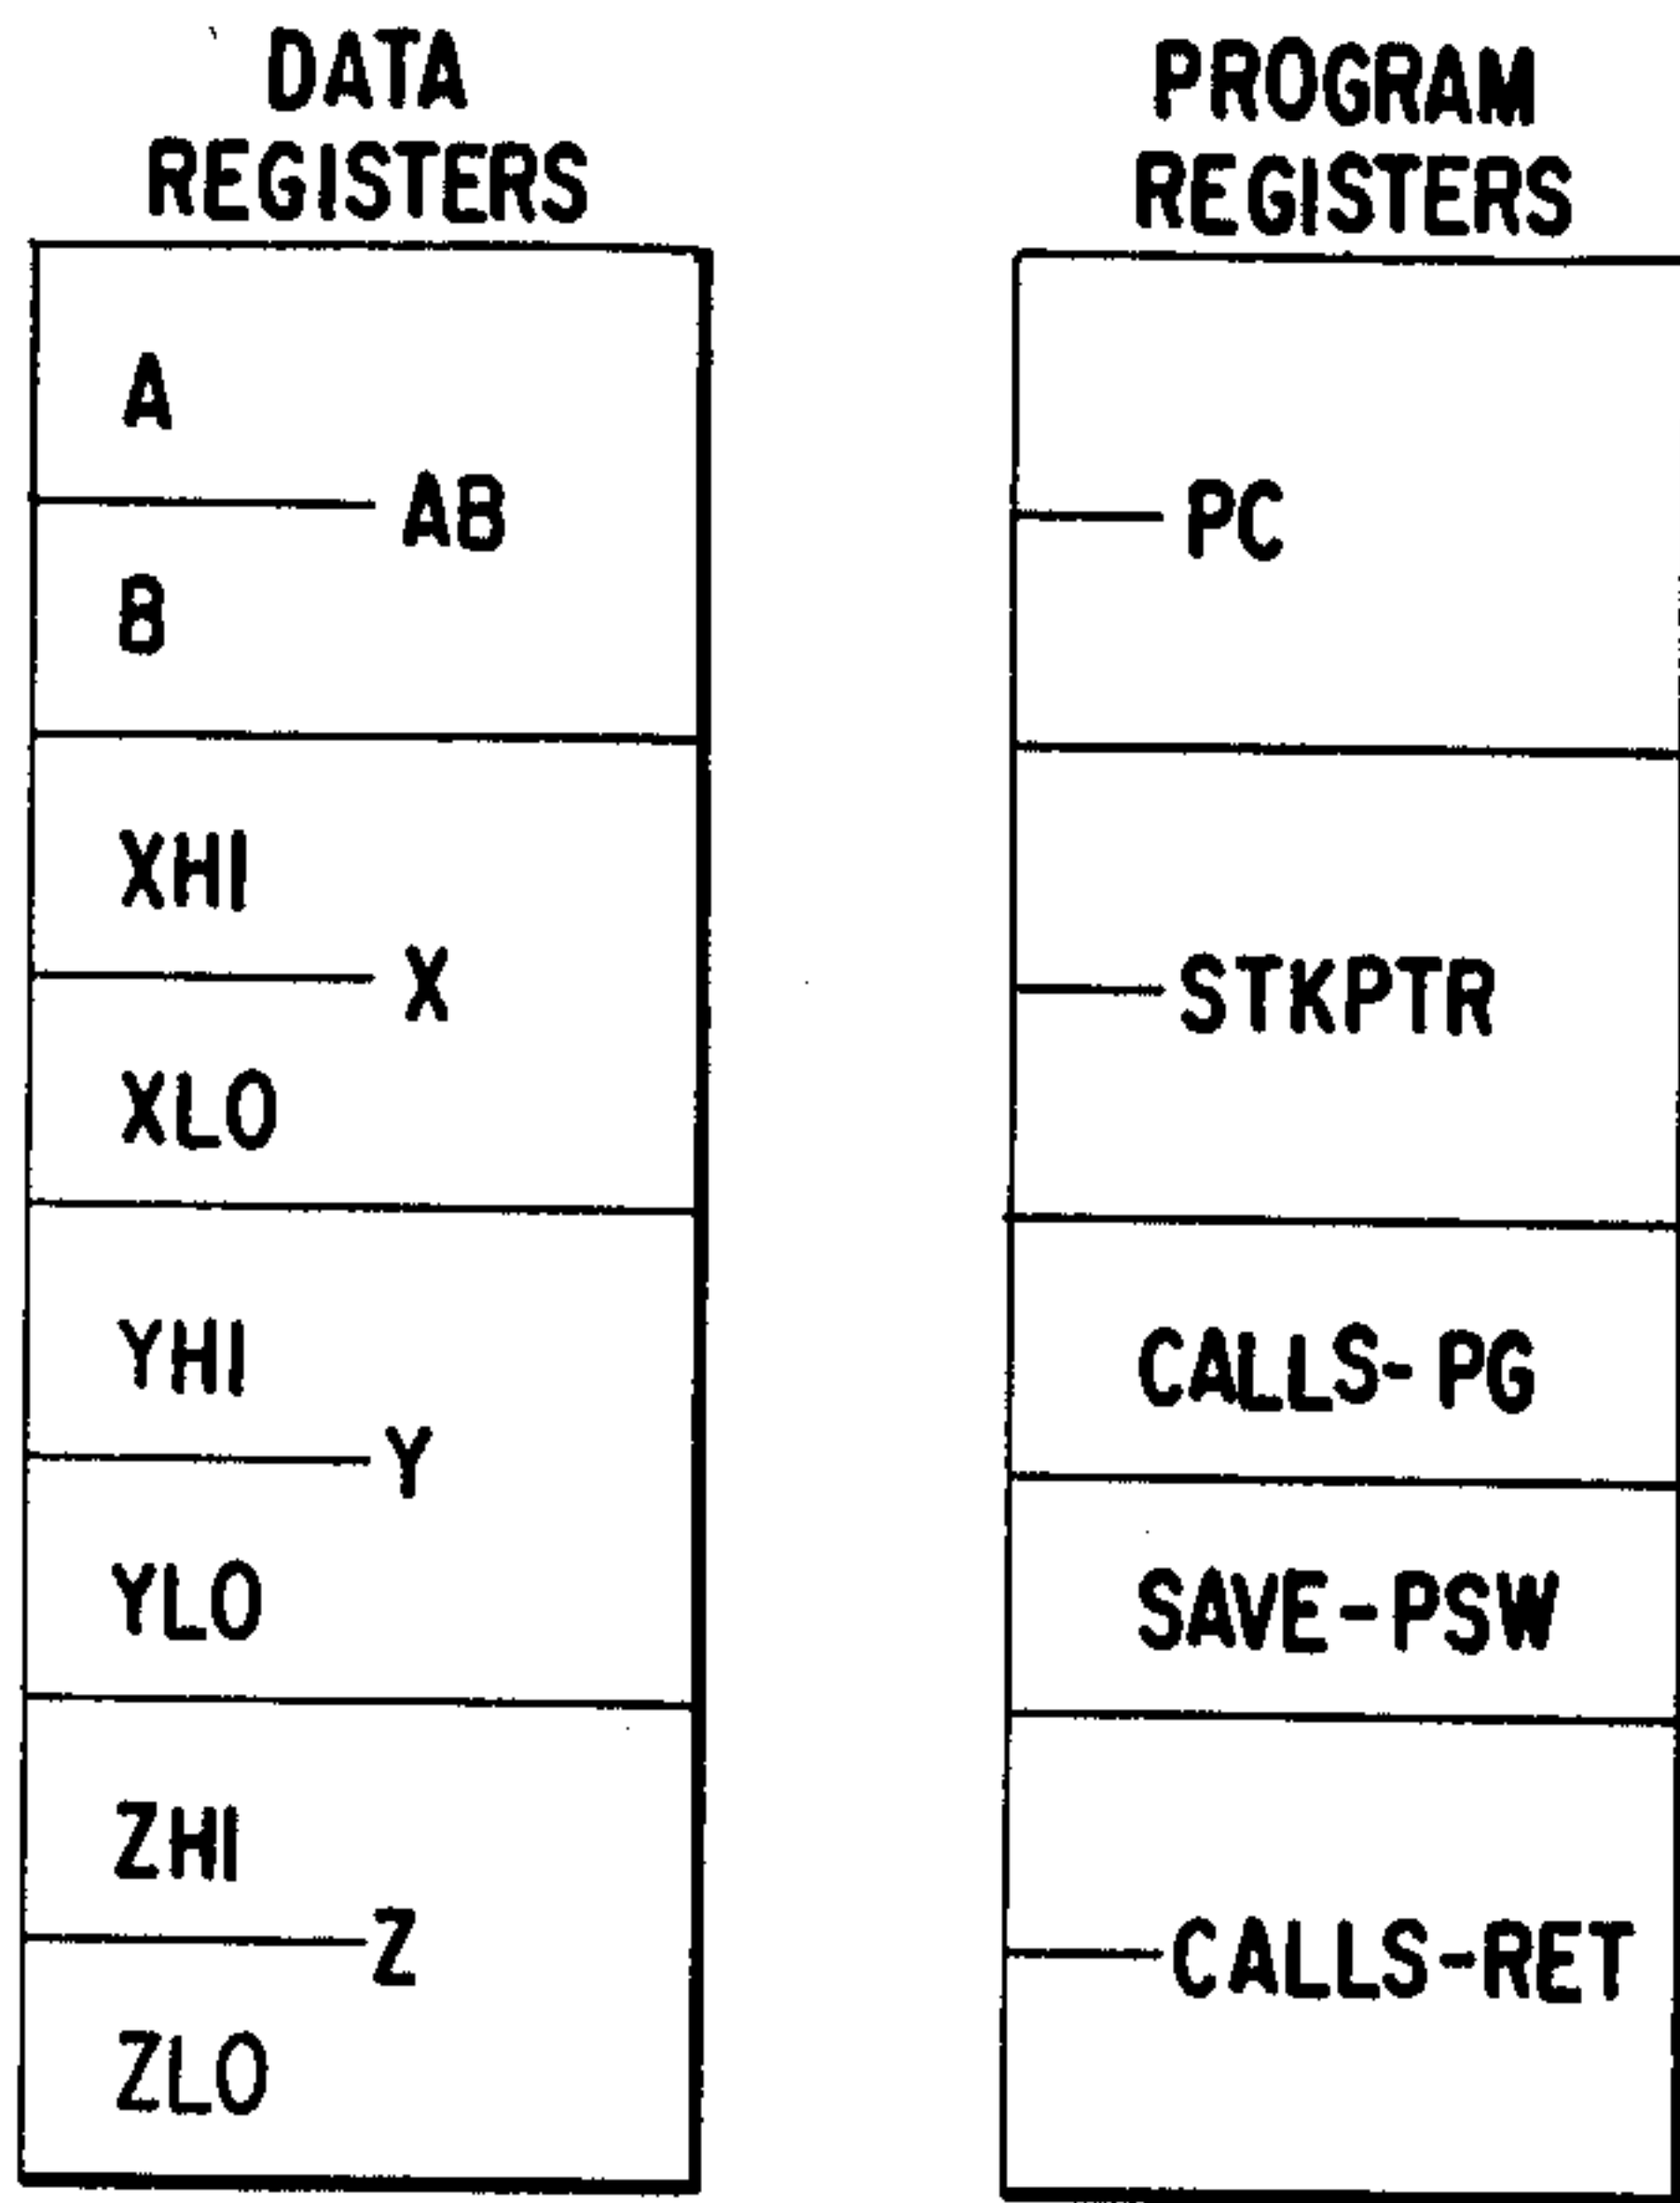 DATA
REGISTERS
A
AB
B
XHI
X
XLO
YHI
Y
YLO
ZHI
Z
ZLO
PROGRAM
REGISTERS
PC
STKPTR
CALLS-PG
SAVE-PSW
CALLS-RET